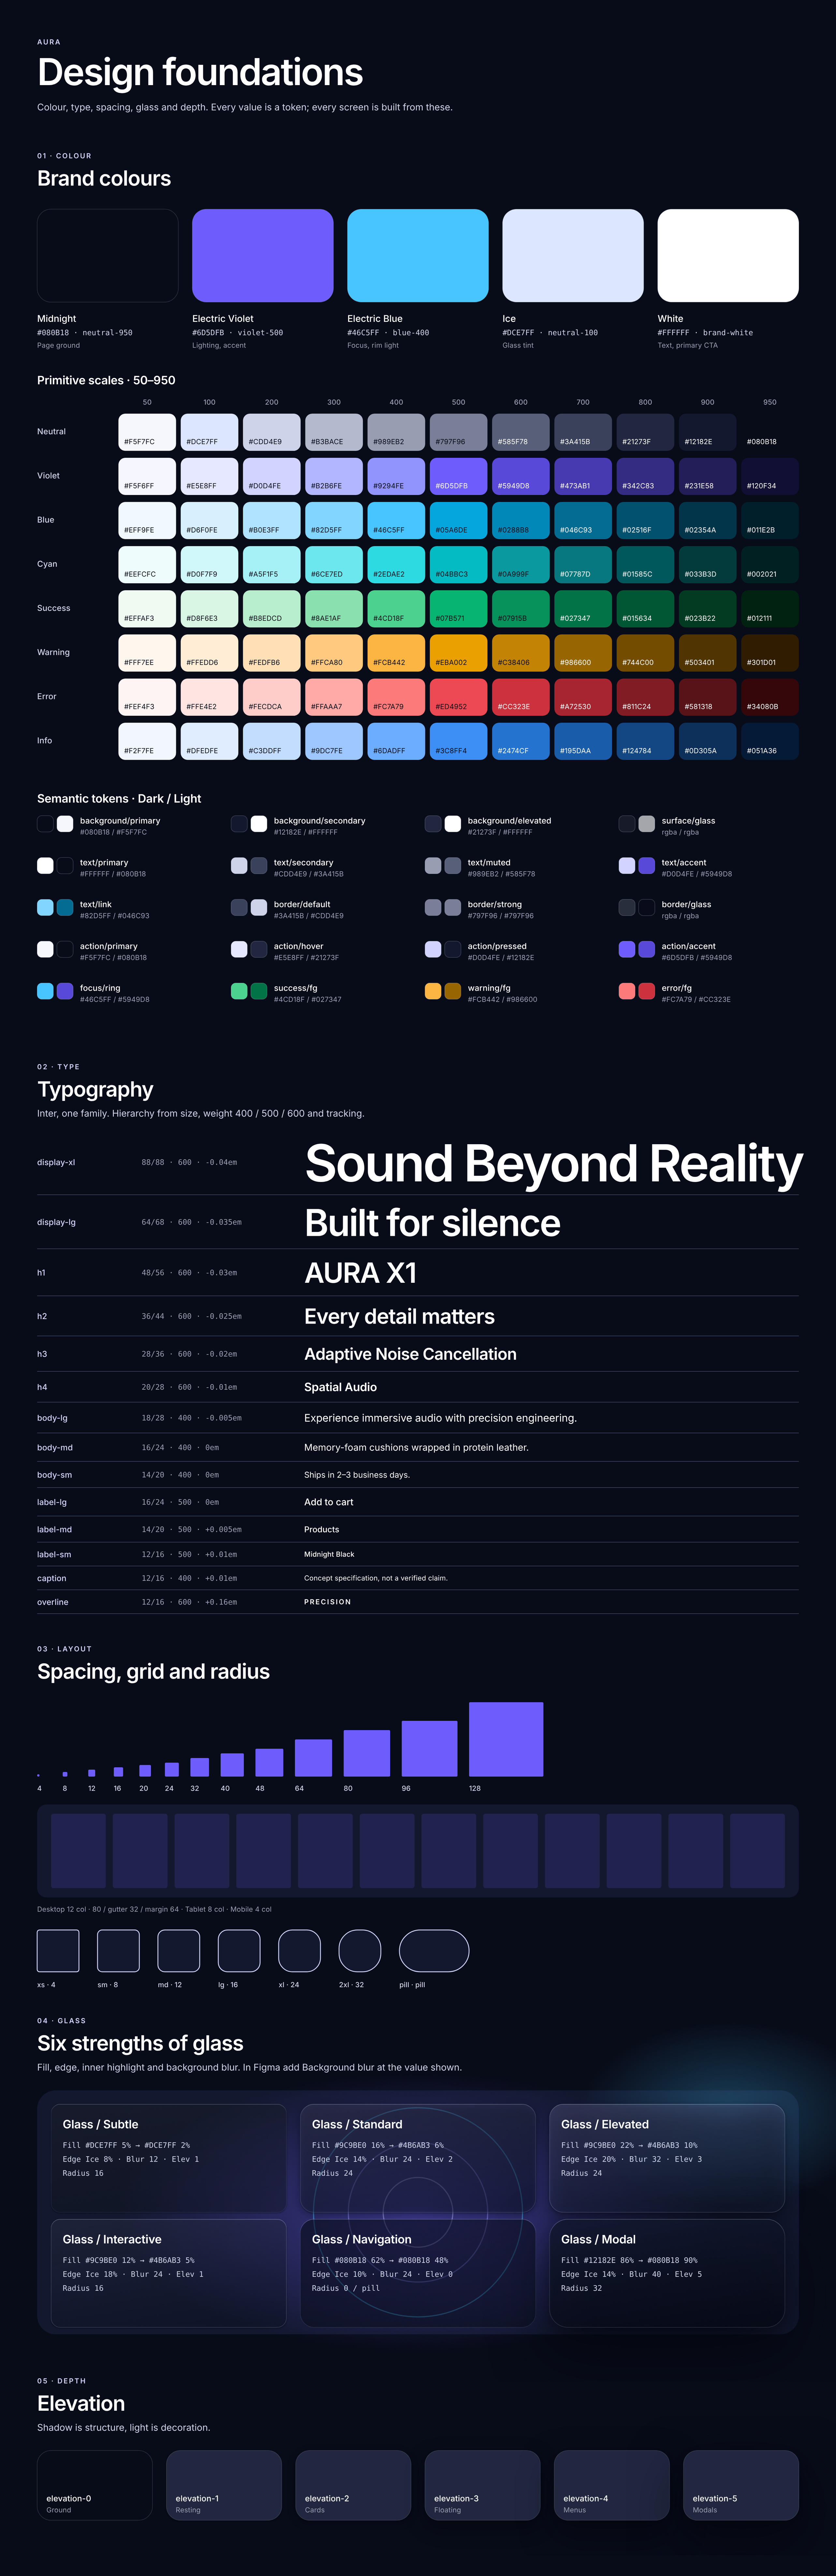 AURA
Design foundations
Colour, type, spacing, glass and depth. Every value is a token; every screen is built from these.
01 · COLOUR
Brand colours
Midnight
#080B18 · neutral-950
Page ground
Electric Violet
#6D5DFB · violet-500
Lighting, accent
Electric Blue
#46C5FF · blue-400
Focus, rim light
Ice
#DCE7FF · neutral-100
Glass tint
White
#FFFFFF · brand-white
Text, primary CTA
Primitive scales · 50–950
50 100 200 300 400 500 600 700 800 900 950
Neutral #F5F7FC #DCE7FF #CDD4E9 #B3BACE #989EB2 #797F96 #585F78 #3A415B #21273F #12182E #080B18
Violet #F5F6FF #E5E8FF #D0D4FE #B2B6FE #9294FE #6D5DFB #5949D8 #473AB1 #342C83 #231E58 #120F34
Blue #EFF9FE #D6F0FE #B0E3FF #82D5FF #46C5FF #05A6DE #0288B8 #046C93 #02516F #02354A #011E2B
Cyan #EEFCFC #D0F7F9 #A5F1F5 #6CE7ED #2EDAE2 #04BBC3 #0A999F #07787D #01585C #033B3D #002021
Success #EFFAF3 #D8F6E3 #B8EDCD #8AE1AF #4CD18F #07B571 #07915B #027347 #015634 #023B22 #012111
Warning #FFF7EE #FFEDD6 #FEDFB6 #FFCA80 #FCB442 #EBA002 #C38406 #986600 #744C00 #503401 #301D01
Error #FEF4F3 #FFE4E2 #FECDCA #FFAAA7 #FC7A79 #ED4952 #CC323E #A72530 #811C24 #581318 #34080B
Info #F2F7FE #DFEDFE #C3DDFF #9DC7FE #6DADFF #3C8FF4 #2474CF #195DAA #124784 #0D305A #051A36
Semantic tokens · Dark / Light
background/primary
#080B18 / #F5F7FC
background/secondary
#12182E / #FFFFFF
background/elevated
#21273F / #FFFFFF
surface/glass
rgba / rgba
text/primary
#FFFFFF / #080B18
text/secondary
#CDD4E9 / #3A415B
text/muted
#989EB2 / #585F78
text/accent
#D0D4FE / #5949D8
text/link
#82D5FF / #046C93
border/default
#3A415B / #CDD4E9
border/strong
#797F96 / #797F96
border/glass
rgba / rgba
action/primary
#F5F7FC / #080B18
action/hover
#E5E8FF / #21273F
action/pressed
#D0D4FE / #12182E
action/accent
#6D5DFB / #5949D8
focus/ring
#46C5FF / #5949D8
success/fg
#4CD18F / #027347
warning/fg
#FCB442 / #986600
error/fg
#FC7A79 / #CC323E
02 · TYPE
Typography
Inter, one family. Hierarchy from size, weight 400 / 500 / 600 and tracking.
display-xl 88/88 · 600 · -0.04em Sound Beyond Reality
display-lg 64/68 · 600 · -0.035em Built for silence
h1 48/56 · 600 · -0.03em AURA X1
h2 36/44 · 600 · -0.025em Every detail matters
h3 28/36 · 600 · -0.02em Adaptive Noise Cancellation
h4 20/28 · 600 · -0.01em Spatial Audio
body-lg 18/28 · 400 · -0.005em Experience immersive audio with precision engineering.
body-md 16/24 · 400 · 0em Memory-foam cushions wrapped in protein leather.
body-sm 14/20 · 400 · 0em Ships in 2–3 business days.
label-lg 16/24 · 500 · 0em Add to cart
label-md 14/20 · 500 · +0.005em Products
label-sm 12/16 · 500 · +0.01em Midnight Black
caption 12/16 · 400 · +0.01em Concept specification, not a verified claim.
overline 12/16 · 600 · +0.16em PRECISION
03 · LAYOUT
Spacing, grid and radius
4 8 12 16 20 24 32 40 48 64 80 96 128
Desktop 12 col · 80 / gutter 32 / margin 64 · Tablet 8 col · Mobile 4 col
xs · 4 sm · 8 md · 12 lg · 16 xl · 24 2xl · 32 pill · pill
04 · GLASS
Six strengths of glass
Fill, edge, inner highlight and background blur. In Figma add Background blur at the value shown.
Glass / Subtle
Fill #DCE7FF 5% → #DCE7FF 2%
Edge Ice 8% · Blur 12 · Elev 1
Radius 16
Glass / Standard
Fill #9C9BE0 16% → #4B6AB3 6%
Edge Ice 14% · Blur 24 · Elev 2
Radius 24
Glass / Elevated
Fill #9C9BE0 22% → #4B6AB3 10%
Edge Ice 20% · Blur 32 · Elev 3
Radius 24
Glass / Interactive
Fill #9C9BE0 12% → #4B6AB3 5%
Edge Ice 18% · Blur 24 · Elev 1
Radius 16
Glass / Navigation
Fill #080B18 62% → #080B18 48%
Edge Ice 10% · Blur 24 · Elev 0
Radius 0 / pill
Glass / Modal
Fill #12182E 86% → #080B18 90%
Edge Ice 14% · Blur 40 · Elev 5
Radius 32
05 · DEPTH
Elevation
Shadow is structure, light is decoration.
elevation-0
Ground
elevation-1
Resting
elevation-2
Cards
elevation-3
Floating
elevation-4
Menus
elevation-5
Modals